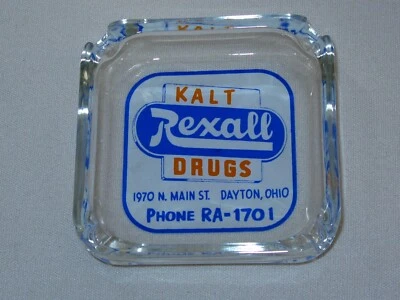 KALT
Rexall
DRUGS
1970 N. MAIN ST. DAYTON, OHIO
PHONE RA-1701